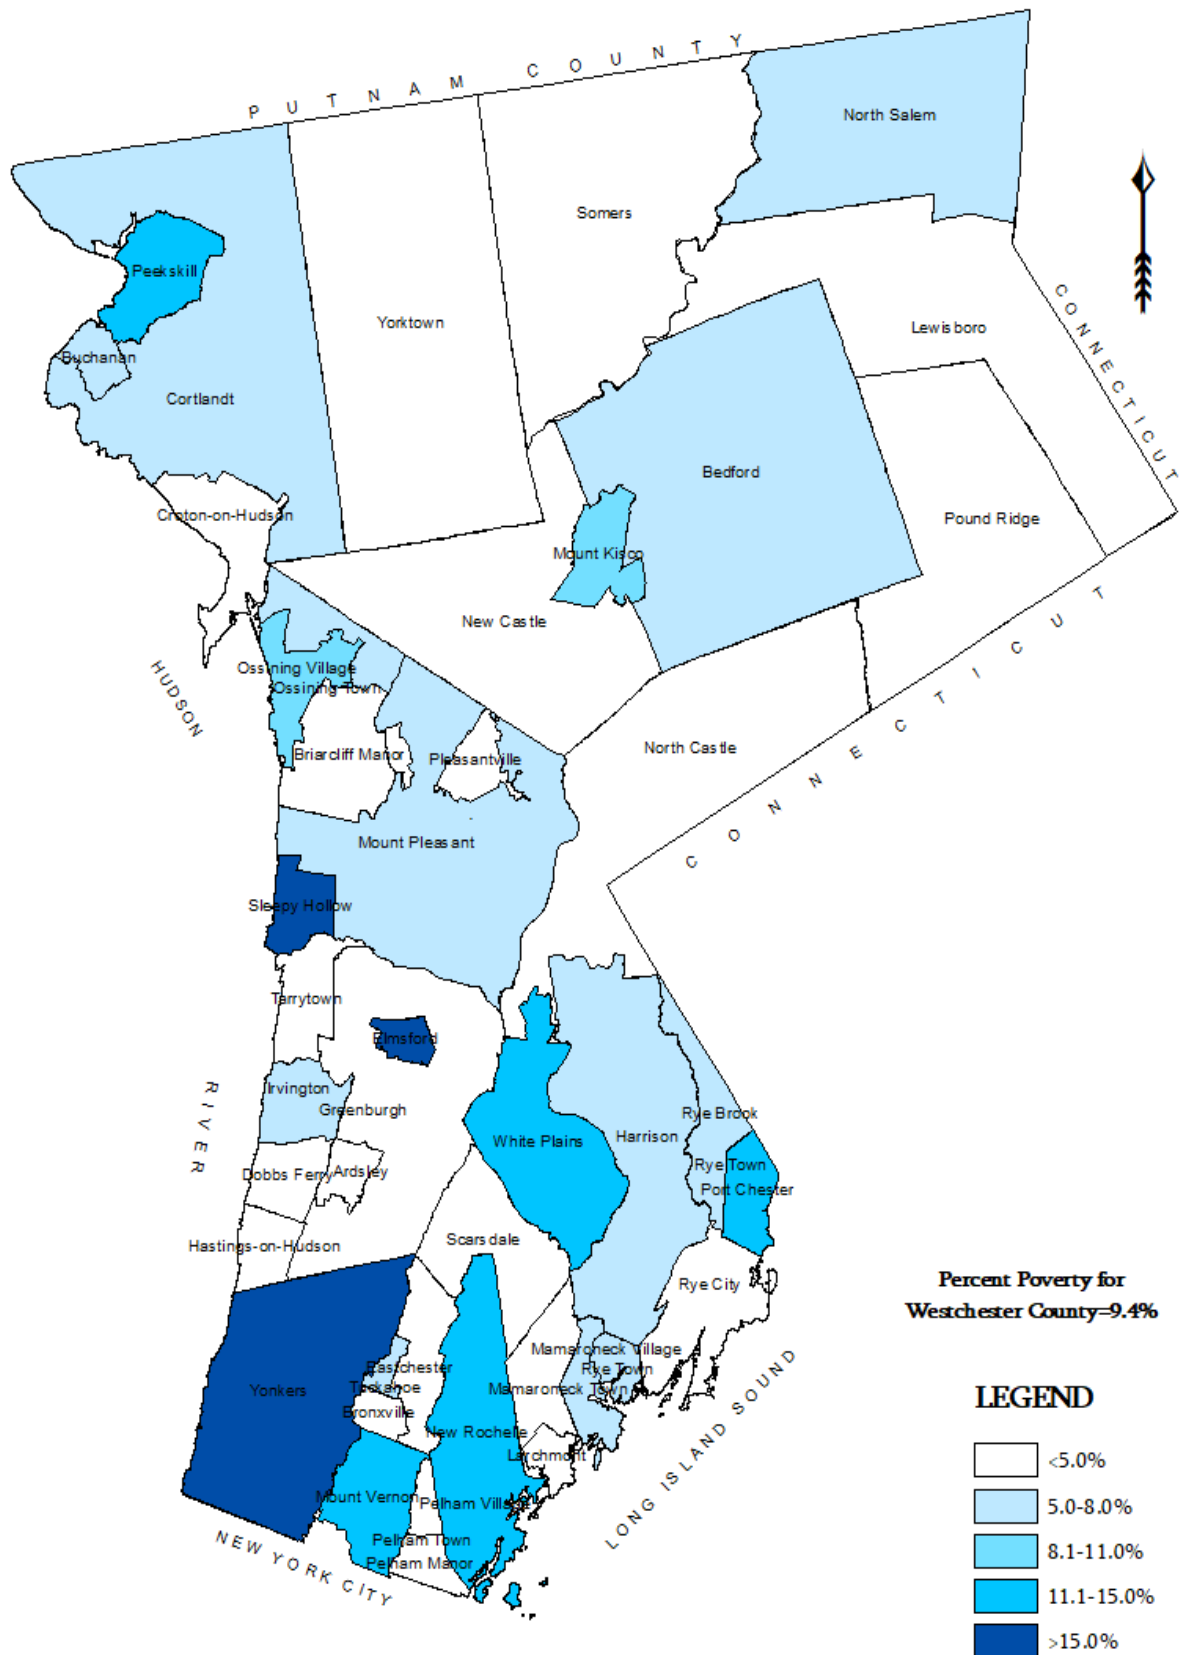 PUTNAM COUNTY
North Salem
Somers
Peekskill
CONNECTICUT
Yorktown
Lewisboro
Buchanan
Cortlandt
Bedford
Croton-on-Hudson
Pound Ridge
Mount Kisco
New Castle
CONNECTICUT
HUDSON
Ossining Village
Ossining Town
Briarcliff Manor
Pleasantville
North Castle
Mount Pleasant
Sleepy Hollow
Tarrytown
Elmsford
RIVER
Irvington
Greenburgh
Rye Brook
White Plains
Harrison
Dobbs Ferry
Ardsley
Rye Town
Port Chester
Hastings-on-Hudson
Scarsdale
Rye City
Percent Poverty for
Westchester County=9.4%
Mamaroneck Village
Eastchester
Rye Town
Yonkers
Tuckahoe
Mamaroneck Town
Bronxville
New Rochelle
Larchmont
LONG ISLAND SOUND
Mount Vernon
Pelham Village
Pelham Town
Pelham Manor
NEW YORK CITY
LEGEND
<5.0%
5.0-8.0%
8.1-11.0%
11.1-15.0%
>15.0%